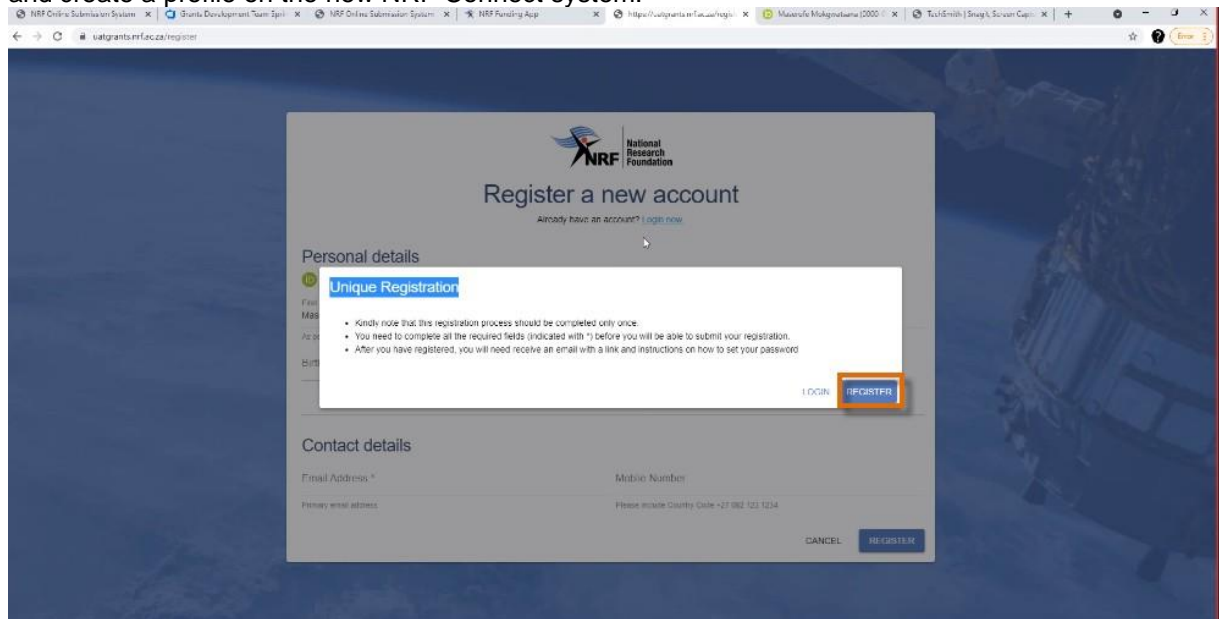 and create a profile on the new NRF Connect system.
NRF Online Submission System
Grants Development Team Spri
NRF Online Submission System
NRF Funding App
TechSmith | Snagit, Screen Capt
Error
uatgrants.nrf.ac.za/register
NRF
National
Research
Foundation
Register a new account
Already have an account? Login now
Personal details
Unique Registration
First
Mas
• Kindly note that this registration process should be completed only once.
• You need to complete all the required fields (indicated with *) before you will be able to submit your registration.
• After you have registered, you will need receive an email with a link and instructions on how to set your password
Birth
LOGIN REGISTER
Contact details
Email Address * Mobile Number
Primary email address Please include Country Code +27 082 123 1234
CANCEL REGISTER